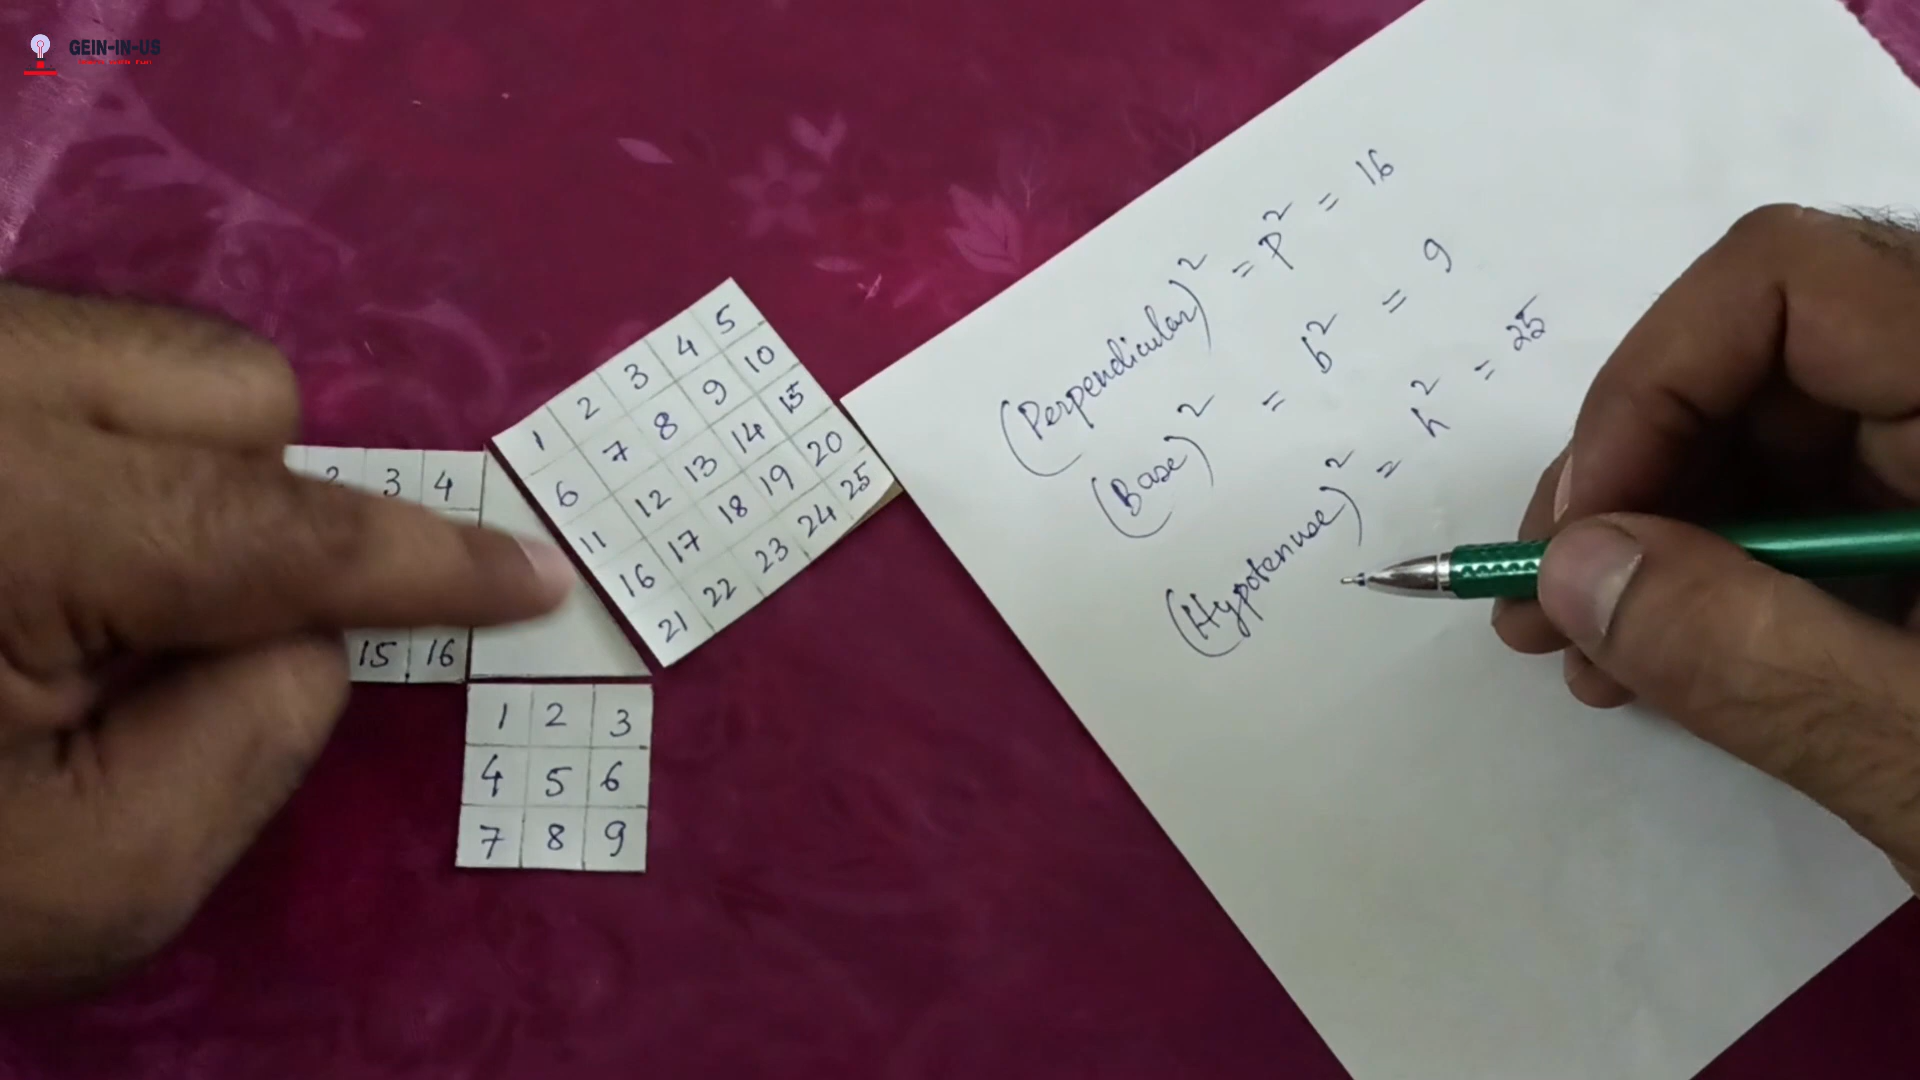 GEIN-IN-US
(Perpendicular)² = P² = 16
(Base)² = b² = 9
(Hypotenuse)² = h² = 25
1 2 3 4 5
6 7 8 9 10
11 12 13 14 15
16 17 18 19 20
21 22 23 24 25
2 3 4
15 16
1 2 3
4 5 6
7 8 9